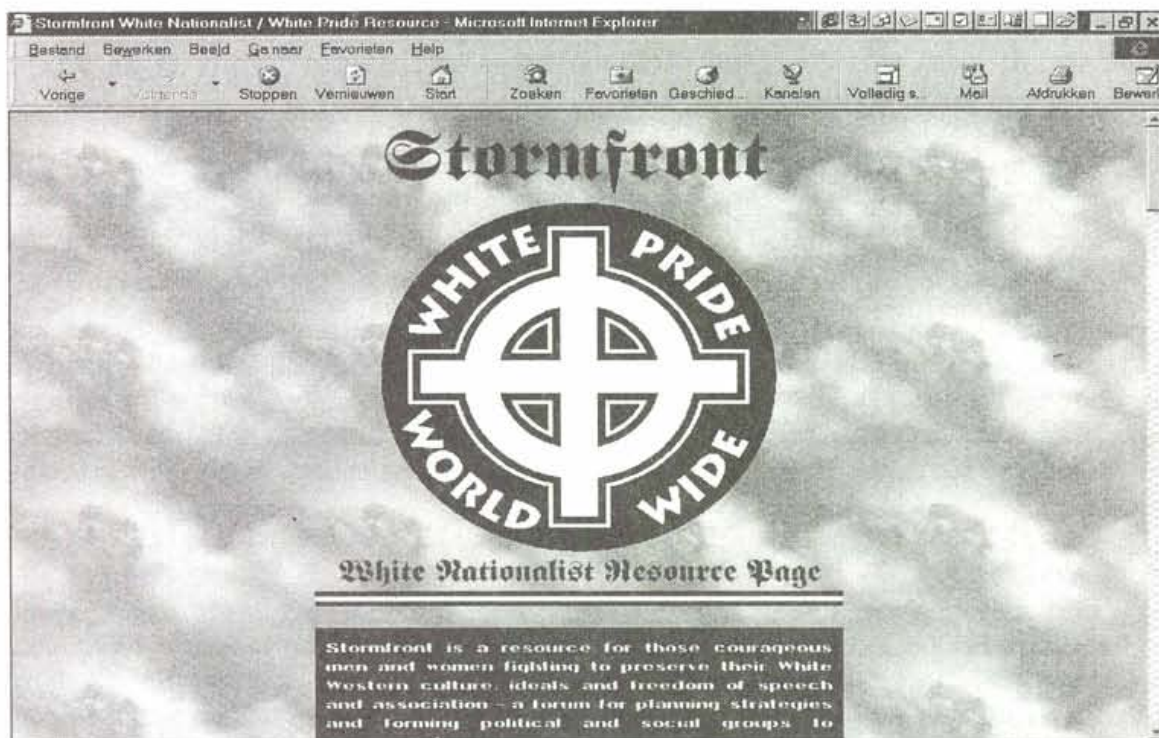 Stormfront White Nationalist / White Pride Resource - Microsoft Internet Explorer
Bestand Bewerken Beeld Ga naar Favorieten Help
Vorige Volgende Stoppen Vernieuwen Start Zoeken Favorieten Geschied... Kanalen Volledig s... Mail Afdrukken Bewerk
Stormfront
WHITE PRIDE
WORLD WIDE
White Nationalist Resource Page
Stormfront is a resource for those courageous
men and women fighting to preserve their White
Western culture, ideals and freedom of speech
and association - a forum for planning strategies
and forming political and social groups to